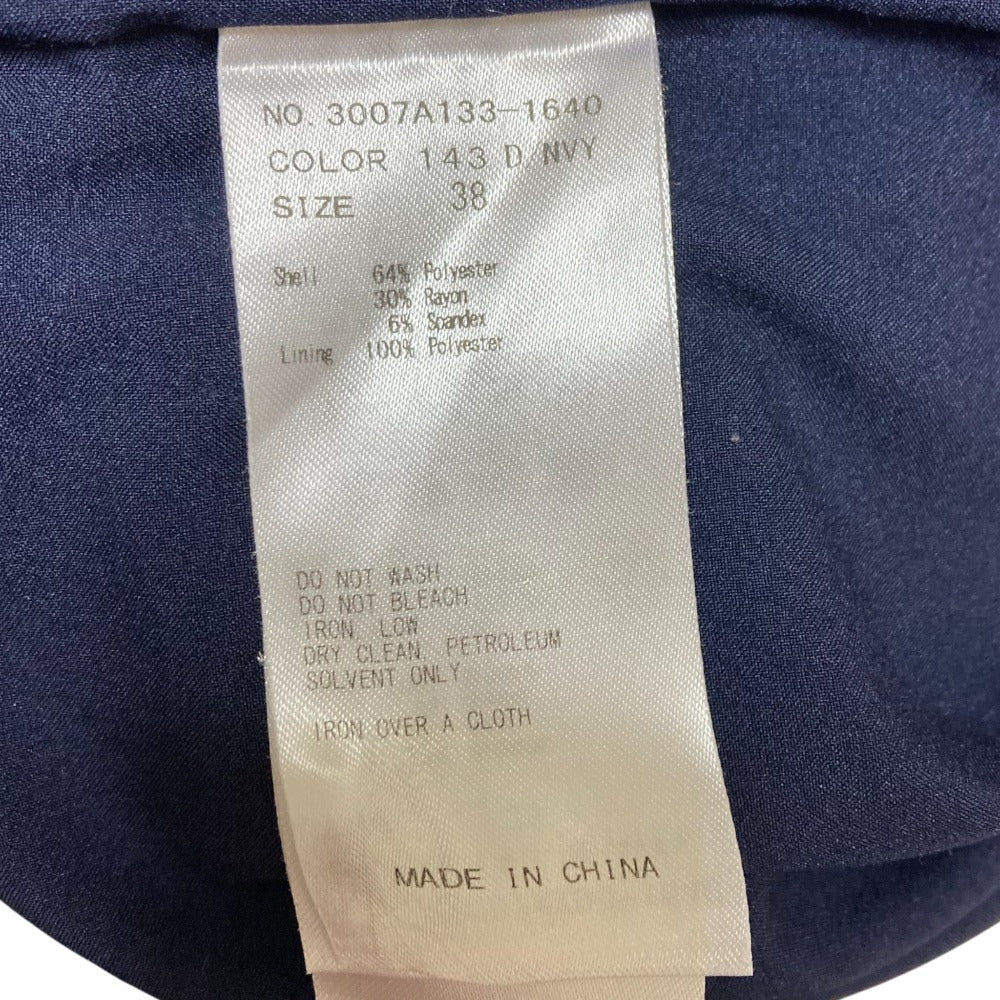 NO. 3007A133-1640
COLOR 143 D NVY
SIZE 38
Shell 64% Polyester
30% Rayon
6% Spandex
Lining 100% Polyester
DO NOT WASH
DO NOT BLEACH
IRON LOW
DRY CLEAN PETROLEUM
SOLVENT ONLY
IRON OVER A CLOTH
MADE IN CHINA